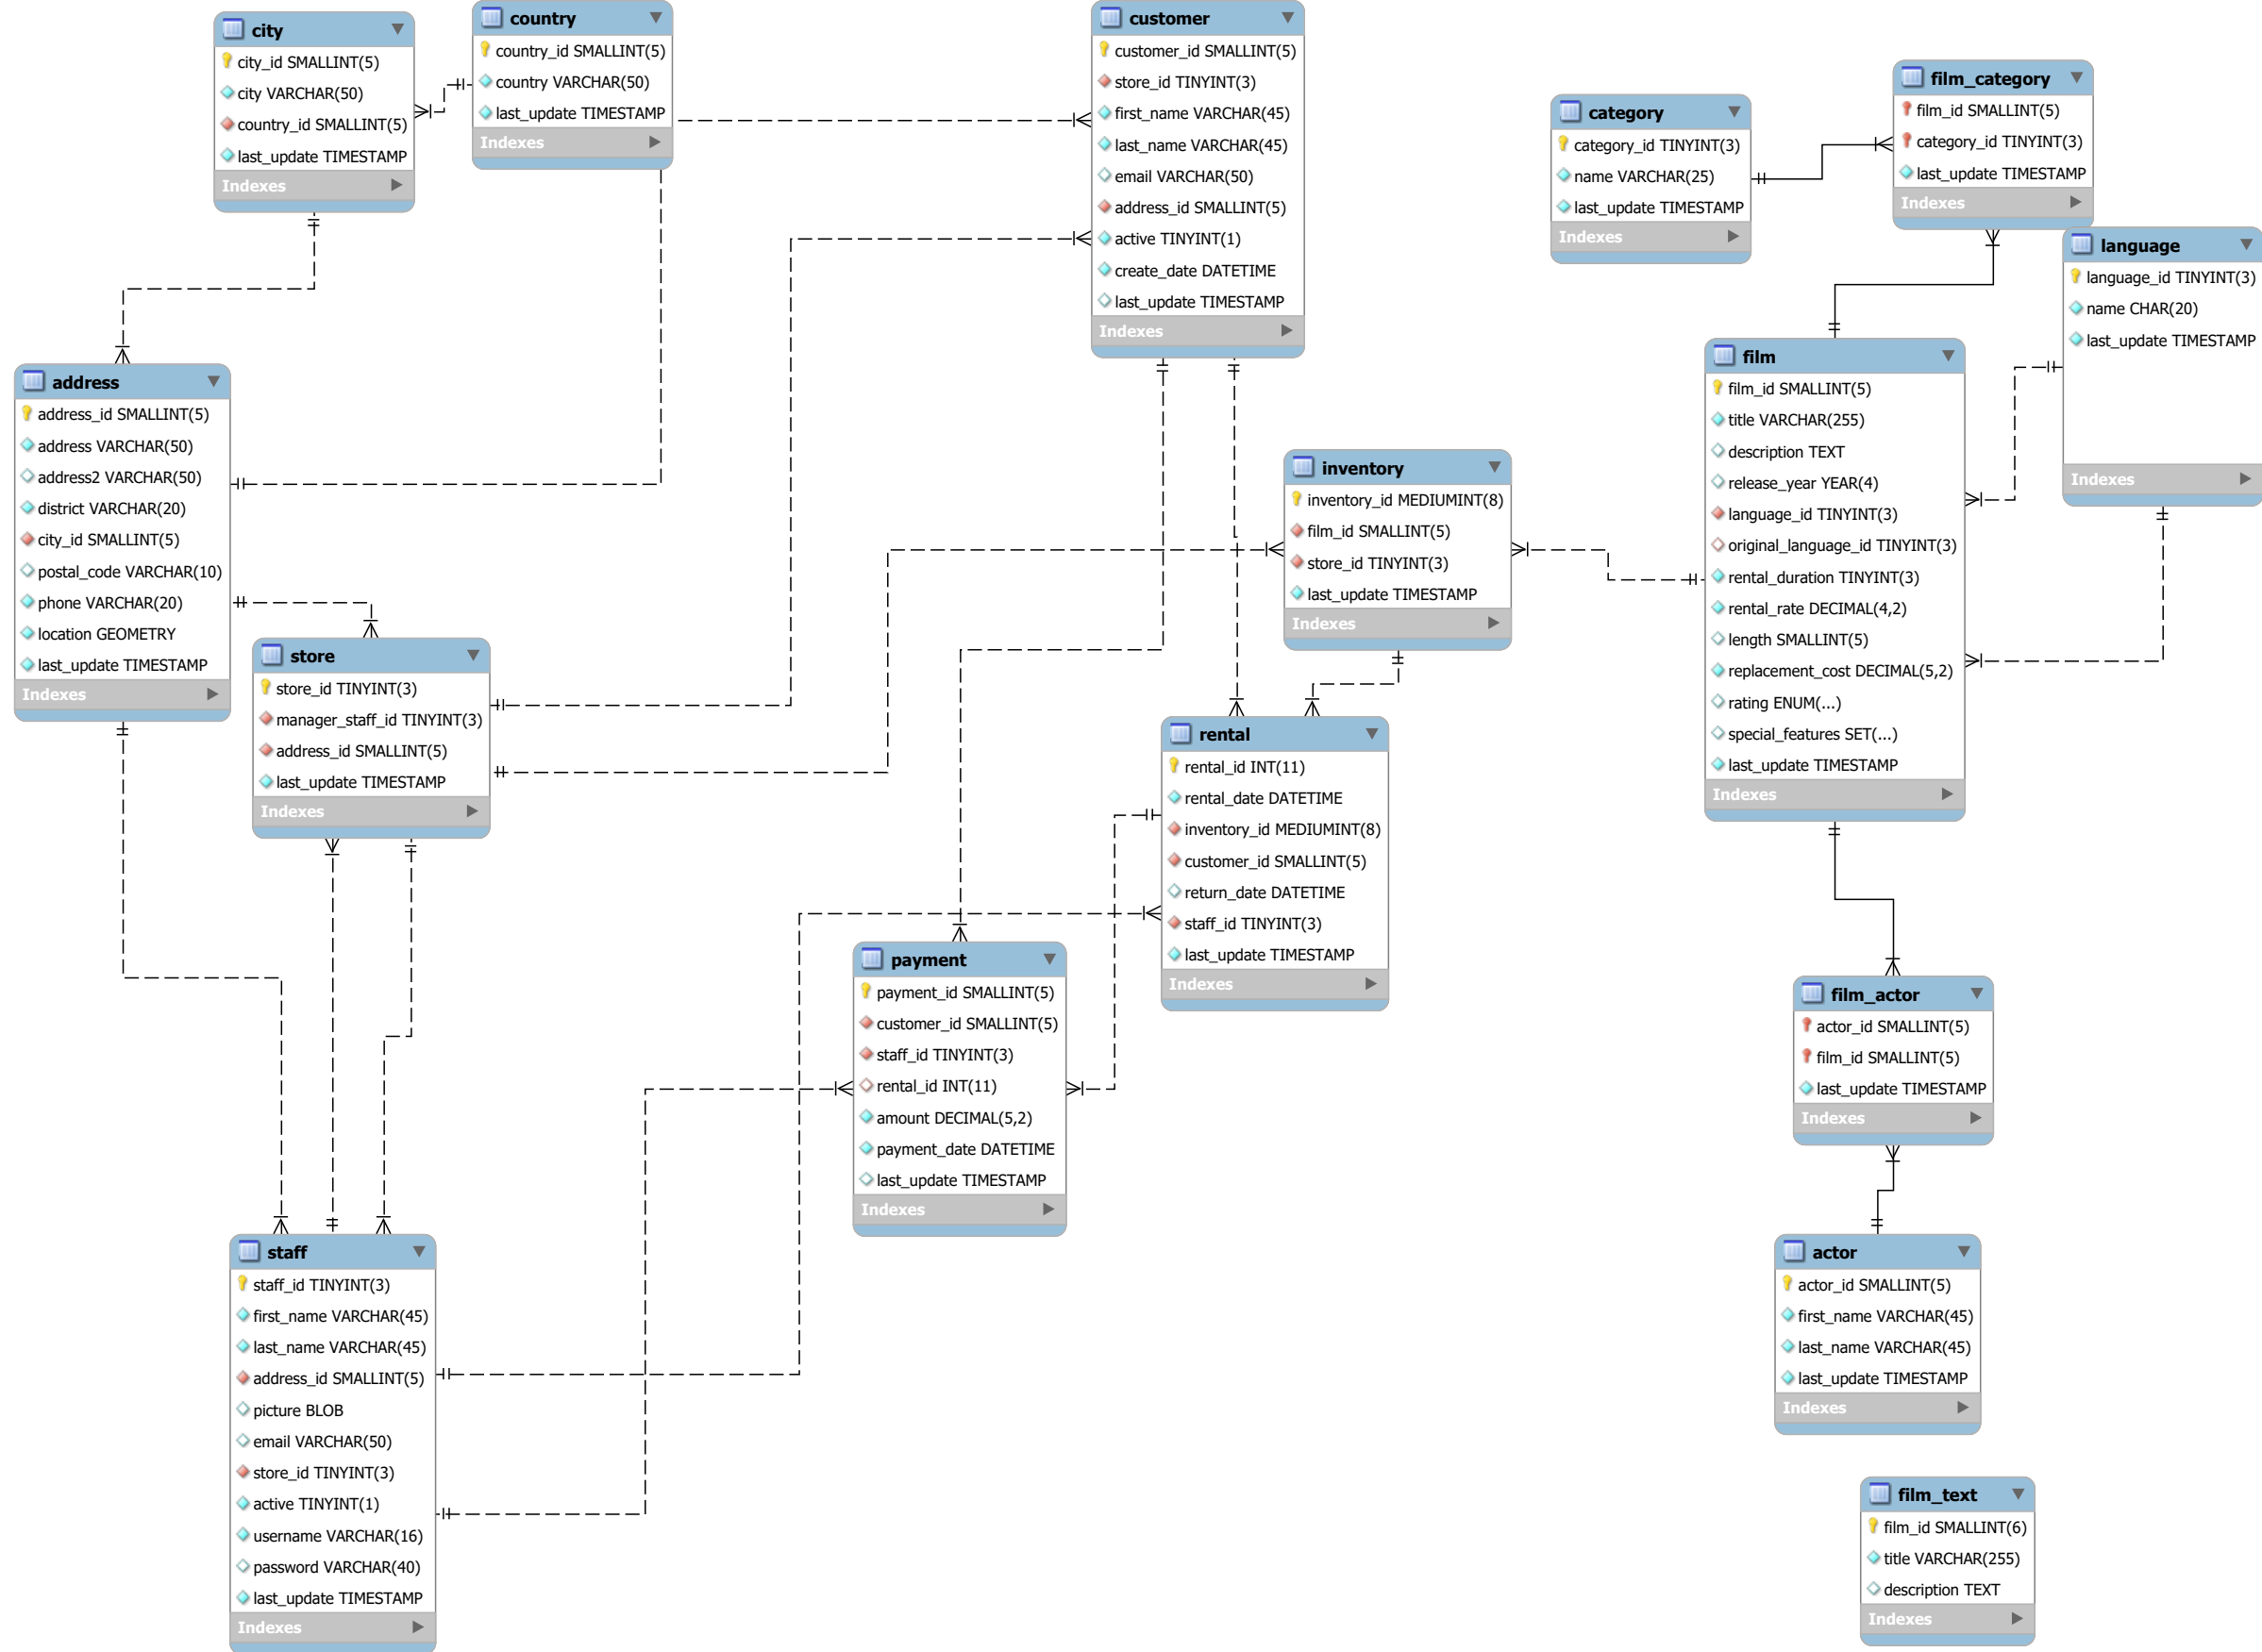 city
city_id SMALLINT(5)
city VARCHAR(50)
country_id SMALLINT(5)
last_update TIMESTAMP
Indexes
country
country_id SMALLINT(5)
country VARCHAR(50)
last_update TIMESTAMP
Indexes
customer
customer_id SMALLINT(5)
store_id TINYINT(3)
first_name VARCHAR(45)
last_name VARCHAR(45)
email VARCHAR(50)
address_id SMALLINT(5)
active TINYINT(1)
create_date DATETIME
last_update TIMESTAMP
Indexes
category
category_id TINYINT(3)
name VARCHAR(25)
last_update TIMESTAMP
Indexes
film_category
film_id SMALLINT(5)
category_id TINYINT(3)
last_update TIMESTAMP
Indexes
language
language_id TINYINT(3)
name CHAR(20)
last_update TIMESTAMP
Indexes
address
address_id SMALLINT(5)
address VARCHAR(50)
address2 VARCHAR(50)
district VARCHAR(20)
city_id SMALLINT(5)
postal_code VARCHAR(10)
phone VARCHAR(20)
location GEOMETRY
last_update TIMESTAMP
Indexes
film
film_id SMALLINT(5)
title VARCHAR(255)
description TEXT
release_year YEAR(4)
language_id TINYINT(3)
original_language_id TINYINT(3)
rental_duration TINYINT(3)
rental_rate DECIMAL(4,2)
length SMALLINT(5)
replacement_cost DECIMAL(5,2)
rating ENUM(...)
special_features SET(...)
last_update TIMESTAMP
Indexes
inventory
inventory_id MEDIUMINT(8)
film_id SMALLINT(5)
store_id TINYINT(3)
last_update TIMESTAMP
Indexes
store
store_id TINYINT(3)
manager_staff_id TINYINT(3)
address_id SMALLINT(5)
last_update TIMESTAMP
Indexes
rental
rental_id INT(11)
rental_date DATETIME
inventory_id MEDIUMINT(8)
customer_id SMALLINT(5)
return_date DATETIME
staff_id TINYINT(3)
last_update TIMESTAMP
Indexes
payment
payment_id SMALLINT(5)
customer_id SMALLINT(5)
staff_id TINYINT(3)
rental_id INT(11)
amount DECIMAL(5,2)
payment_date DATETIME
last_update TIMESTAMP
Indexes
film_actor
actor_id SMALLINT(5)
film_id SMALLINT(5)
last_update TIMESTAMP
Indexes
staff
staff_id TINYINT(3)
first_name VARCHAR(45)
last_name VARCHAR(45)
address_id SMALLINT(5)
picture BLOB
email VARCHAR(50)
store_id TINYINT(3)
active TINYINT(1)
username VARCHAR(16)
password VARCHAR(40)
last_update TIMESTAMP
Indexes
actor
actor_id SMALLINT(5)
first_name VARCHAR(45)
last_name VARCHAR(45)
last_update TIMESTAMP
Indexes
film_text
film_id SMALLINT(6)
title VARCHAR(255)
description TEXT
Indexes